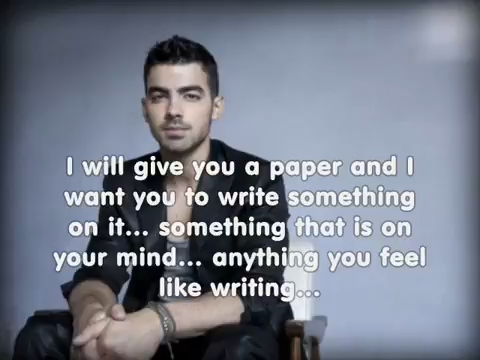 I will give you a paper and I
want you to write something
on it... something that is on
your mind... anything you feel
like writing...